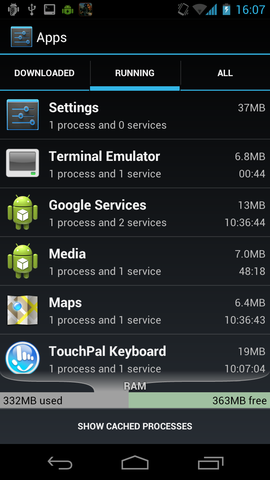 16:07
Apps
DOWNLOADED RUNNING ALL
Settings 37MB
1 process and 0 services
Terminal Emulator 6.8MB
1 process and 1 service 00:44
Google Services 13MB
1 process and 2 services 10:36:44
Media 7.0MB
1 process and 1 service 48:18
Maps 6.4MB
1 process and 1 service 10:36:43
TouchPal Keyboard 19MB
1 process and 1 service 10:07:04
RAM
332MB used 363MB free
SHOW CACHED PROCESSES